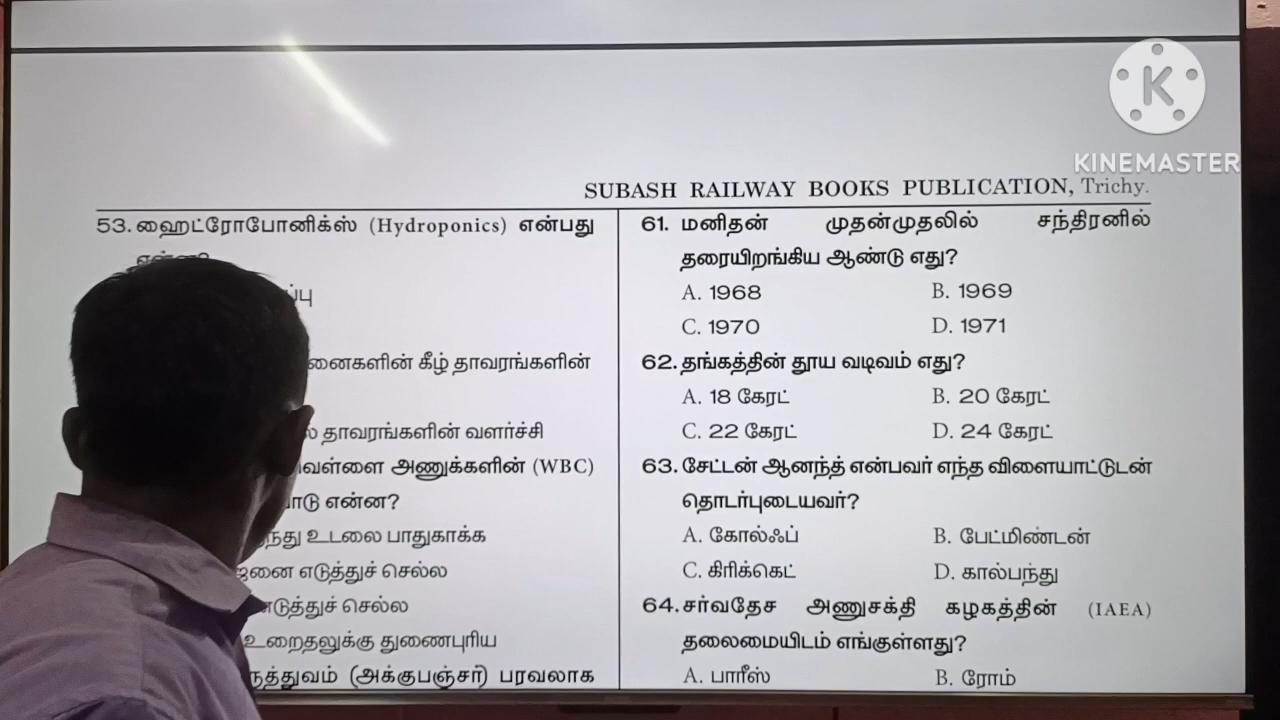 KINEMASTER
SUBASH RAILWAY BOOKS PUBLICATION, Trichy.
53. ஹைட்ரோபோனிக்ஸ் (Hydroponics) என்பது
கீழ் தாவரங்களின்
தாவரங்களின் வளர்ச்சி
அணுக்களின் (WBC)
என்ன?
உடலை பாதுகாக்க
எடுத்துச் செல்ல
செல்ல
உறைதலுக்கு துணைபுரிய
(அக்குபஞ்சர்) பரவலாக
61. மனிதன் முதன்முதலில் சந்திரனில்
தரையிறங்கிய ஆண்டு எது?
A. 1968 B. 1969
C. 1970 D. 1971
62. தங்கத்தின் தூய வடிவம் எது?
A. 18 கேரட் B. 20 கேரட்
C. 22 கேரட் D. 24 கேரட்
63. சேட்டன் ஆனந்த் என்பவர் எந்த விளையாட்டுடன்
தொடர்புடையவர்?
A. கோல்ஃப் B. பேட்மிண்டன்
C. கிரிக்கெட் D. கால்பந்து
64. சர்வதேச அணுசக்தி கழகத்தின் (IAEA)
தலைமையிடம் எங்குள்ளது?
A. பாரீஸ் B. ரோம்